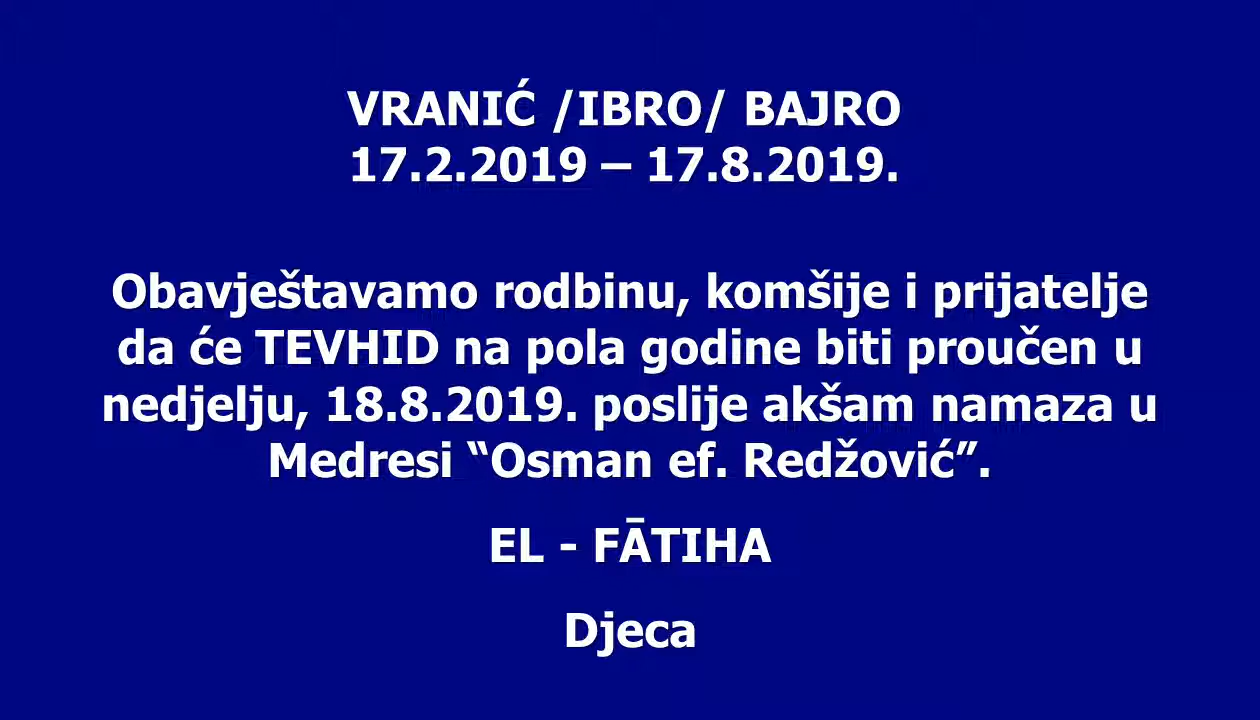 VRANIĆ /IBRO/ BAJRO
17.2.2019 – 17.8.2019.
Obavještavamo rodbinu, komšije i prijatelje
da će TEVHID na pola godine biti proučen u
nedjelju, 18.8.2019. poslije akšam namaza u
Medresi “Osman ef. Redžović”.
EL - FĀTIHA
Djeca